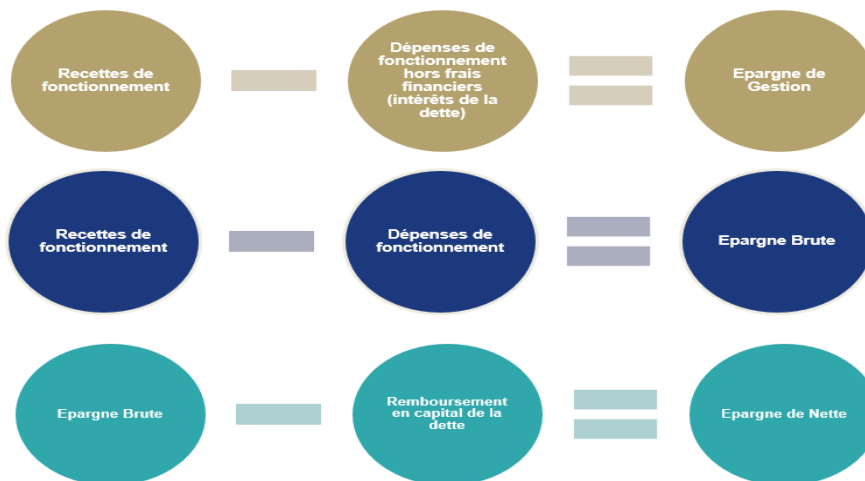 Recettes de
fonctionnement
Dépenses de
fonctionnement
hors frais
financiers
(intérêts de la
dette)
Epargne de
Gestion
Recettes de
fonctionnement
Dépenses de
fonctionnement
Epargne Brute
Epargne Brute
Remboursement
en capital de la
dette
Epargne de Nette